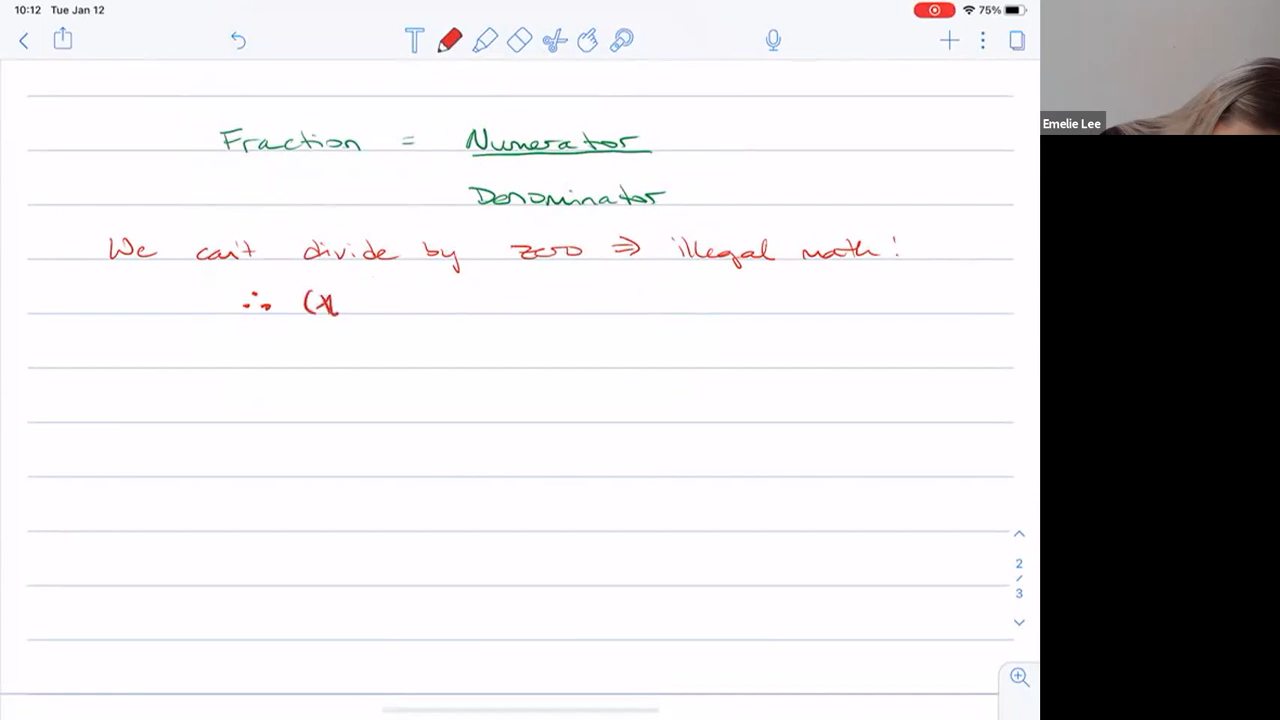 10:12 Tue Jan 12
75%
T
Emelie Lee
Fraction = Numerator
Denominator
We can't divide by zero ⇒ illegal math!
∴ (x
2
3